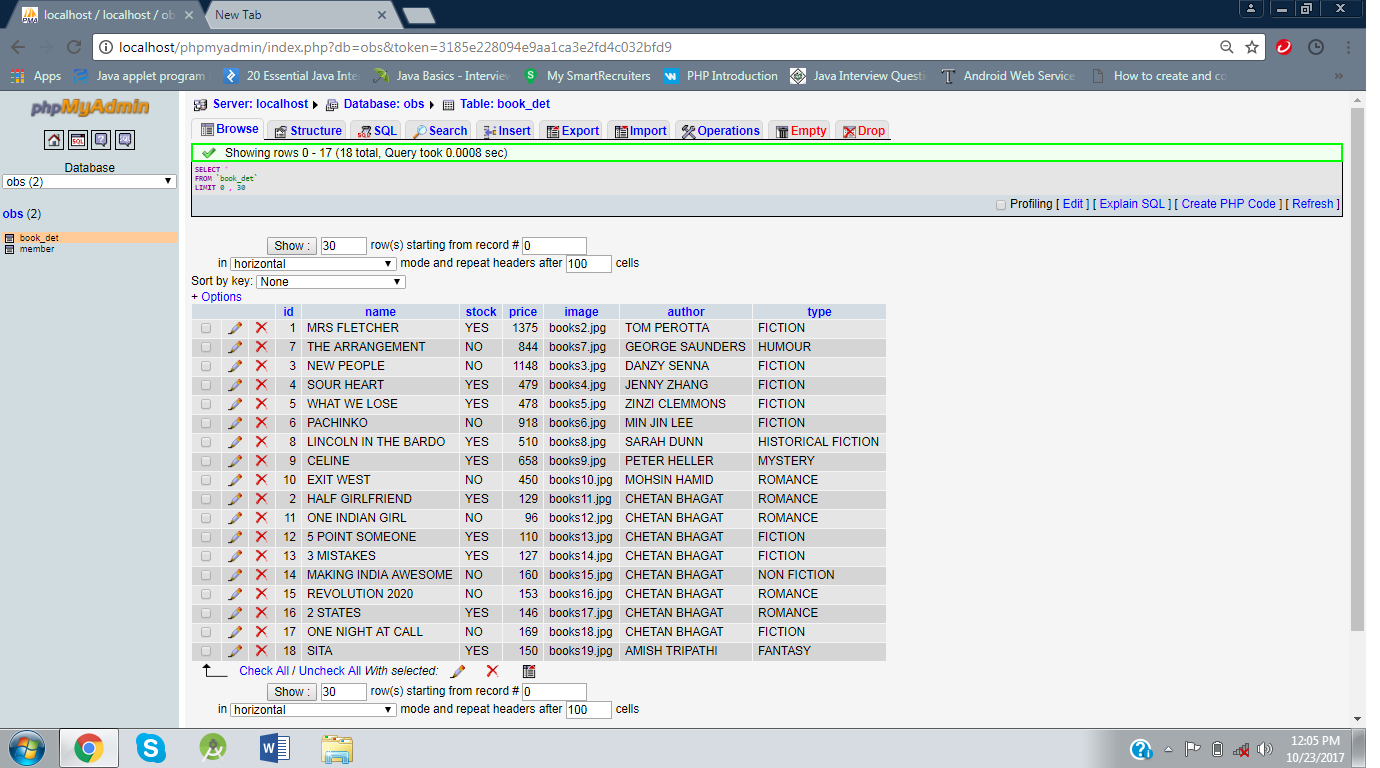 localhost / localhost / ob
New Tab
localhost/phpmyadmin/index.php?db=obs&token=3185e228094e9aa1ca3e2fd4c032bfd9
Apps Java applet program 20 Essential Java Inte Java Basics - Interview My SmartRecruiters PHP Introduction Java Interview Questi Android Web Service How to create and co
phpMyAdmin
Database
obs (2)
obs (2)
book_det
member
Server: localhost Database: obs Table: book_det
Browse Structure SQL Search Insert Export Import Operations Empty Drop
Showing rows 0 - 17 (18 total, Query took 0.0008 sec)
SELECT *
FROM `book_det`
LIMIT 0 , 30
Profiling [ Edit ] [ Explain SQL ] [ Create PHP Code ] [ Refresh ]
Show : 30 row(s) starting from record # 0
in horizontal mode and repeat headers after 100 cells
Sort by key: None
+ Options
id name stock price image author type
1 MRS FLETCHER YES 1375 books2.jpg TOM PEROTTA FICTION
7 THE ARRANGEMENT NO 844 books7.jpg GEORGE SAUNDERS HUMOUR
3 NEW PEOPLE NO 1148 books3.jpg DANZY SENNA FICTION
4 SOUR HEART YES 479 books4.jpg JENNY ZHANG FICTION
5 WHAT WE LOSE YES 478 books5.jpg ZINZI CLEMMONS FICTION
6 PACHINKO NO 918 books6.jpg MIN JIN LEE FICTION
8 LINCOLN IN THE BARDO YES 510 books8.jpg SARAH DUNN HISTORICAL FICTION
9 CELINE YES 658 books9.jpg PETER HELLER MYSTERY
10 EXIT WEST NO 450 books10.jpg MOHSIN HAMID ROMANCE
2 HALF GIRLFRIEND YES 129 books11.jpg CHETAN BHAGAT ROMANCE
11 ONE INDIAN GIRL NO 96 books12.jpg CHETAN BHAGAT ROMANCE
12 5 POINT SOMEONE YES 110 books13.jpg CHETAN BHAGAT FICTION
13 3 MISTAKES YES 127 books14.jpg CHETAN BHAGAT FICTION
14 MAKING INDIA AWESOME NO 160 books15.jpg CHETAN BHAGAT NON FICTION
15 REVOLUTION 2020 NO 153 books16.jpg CHETAN BHAGAT ROMANCE
16 2 STATES YES 146 books17.jpg CHETAN BHAGAT ROMANCE
17 ONE NIGHT AT CALL NO 169 books18.jpg CHETAN BHAGAT FICTION
18 SITA YES 150 books19.jpg AMISH TRIPATHI FANTASY
Check All / Uncheck All With selected:
Show : 30 row(s) starting from record # 0
in horizontal mode and repeat headers after 100 cells
12:05 PM
10/23/2017